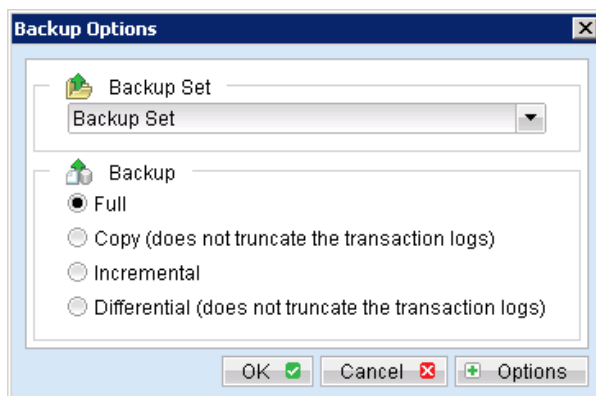 Backup Options
Backup Set
Backup Set
Backup
Full
Copy (does not truncate the transaction logs)
Incremental
Differential (does not truncate the transaction logs)
OK Cancel Options